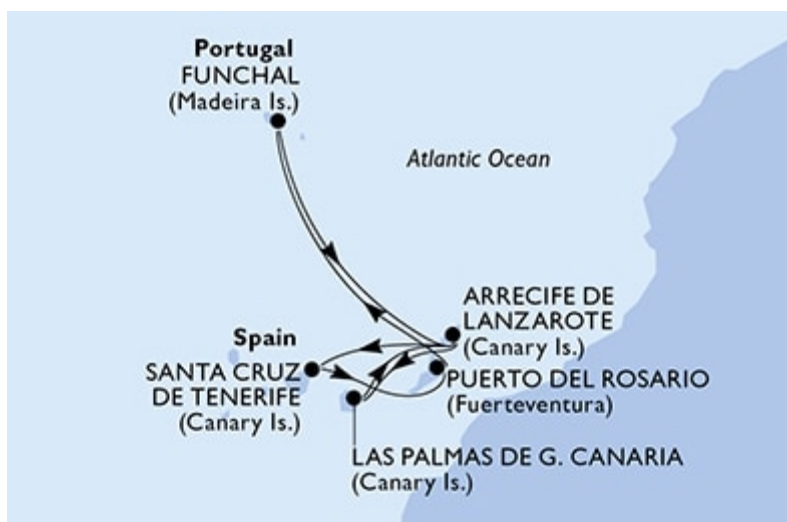 Portugal
FUNCHAL
(Madeira Is.)
Atlantic Ocean
ARRECIFE DE
LANZAROTE
(Canary Is.)
Spain
SANTA CRUZ
DE TENERIFE
(Canary Is.)
PUERTO DEL ROSARIO
(Fuerteventura)
LAS PALMAS DE G. CANARIA
(Canary Is.)